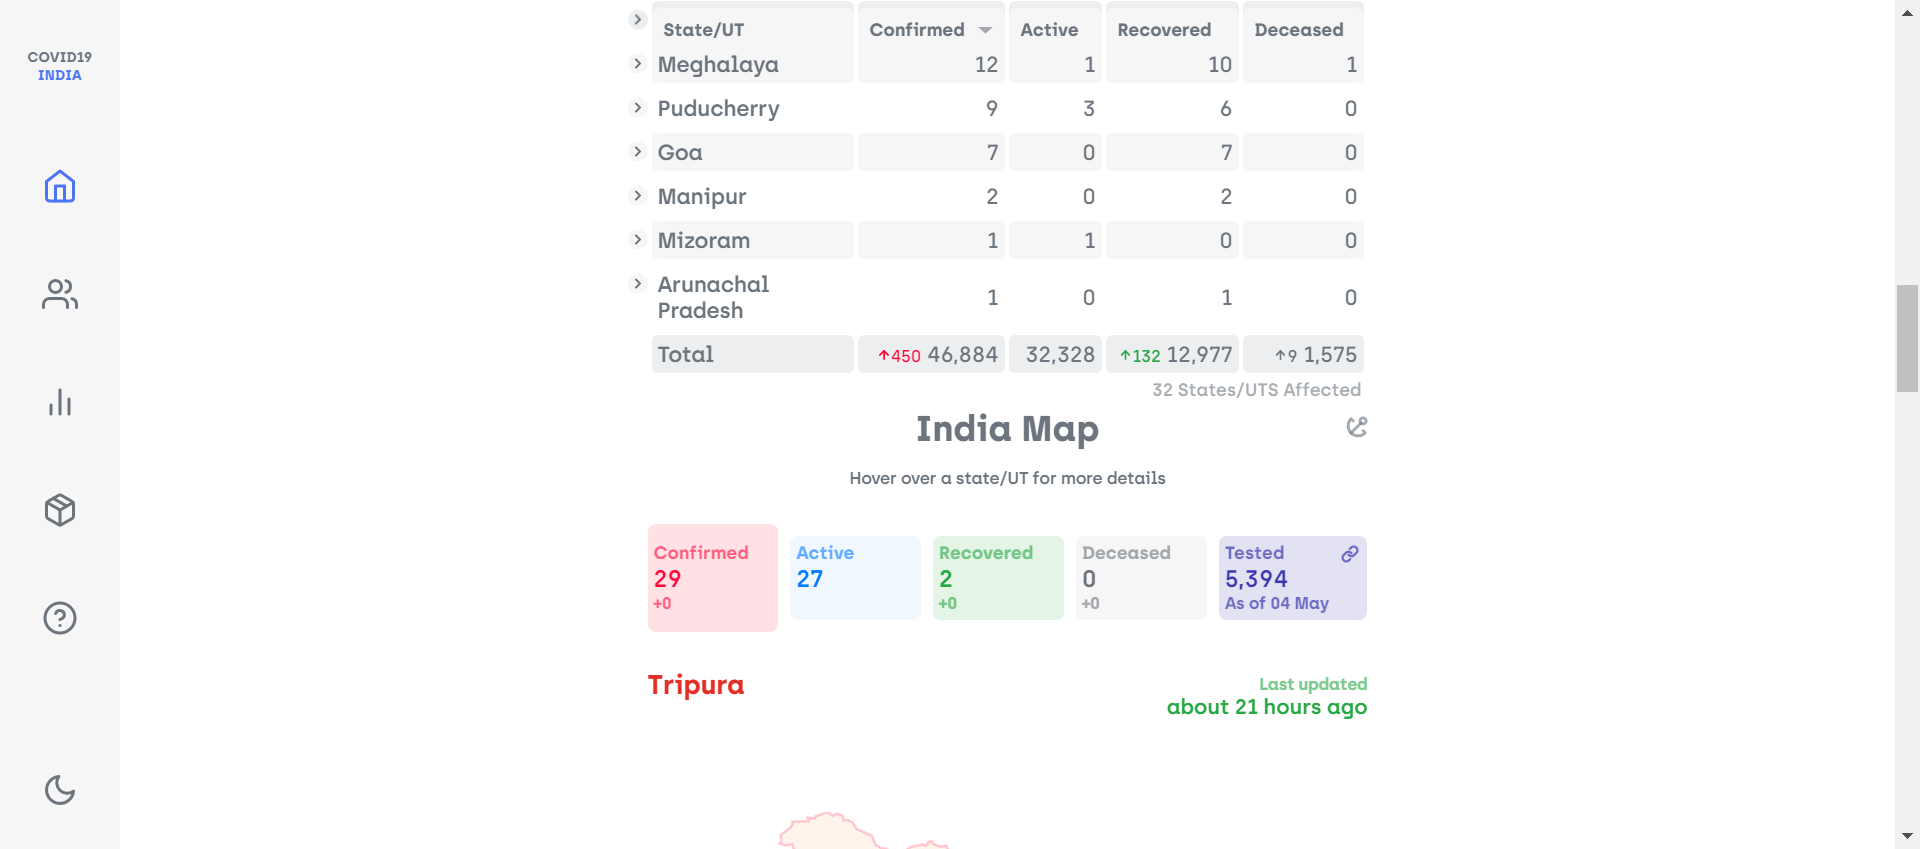 COVID19
INDIA
State/UT Confirmed Active Recovered Deceased
Meghalaya 12 1 10 1
Puducherry 9 3 6 0
Goa 7 0 7 0
Manipur 2 0 2 0
Mizoram 1 1 0 0
Arunachal
Pradesh 1 0 1 0
Total ↑450 46,884 32,328 ↑132 12,977 ↑9 1,575
32 States/UTS Affected
India Map
Hover over a state/UT for more details
Confirmed Active Recovered Deceased Tested
29 27 2 0 5,394
+0 +0 +0 As of 04 May
Tripura
Last updated
about 21 hours ago